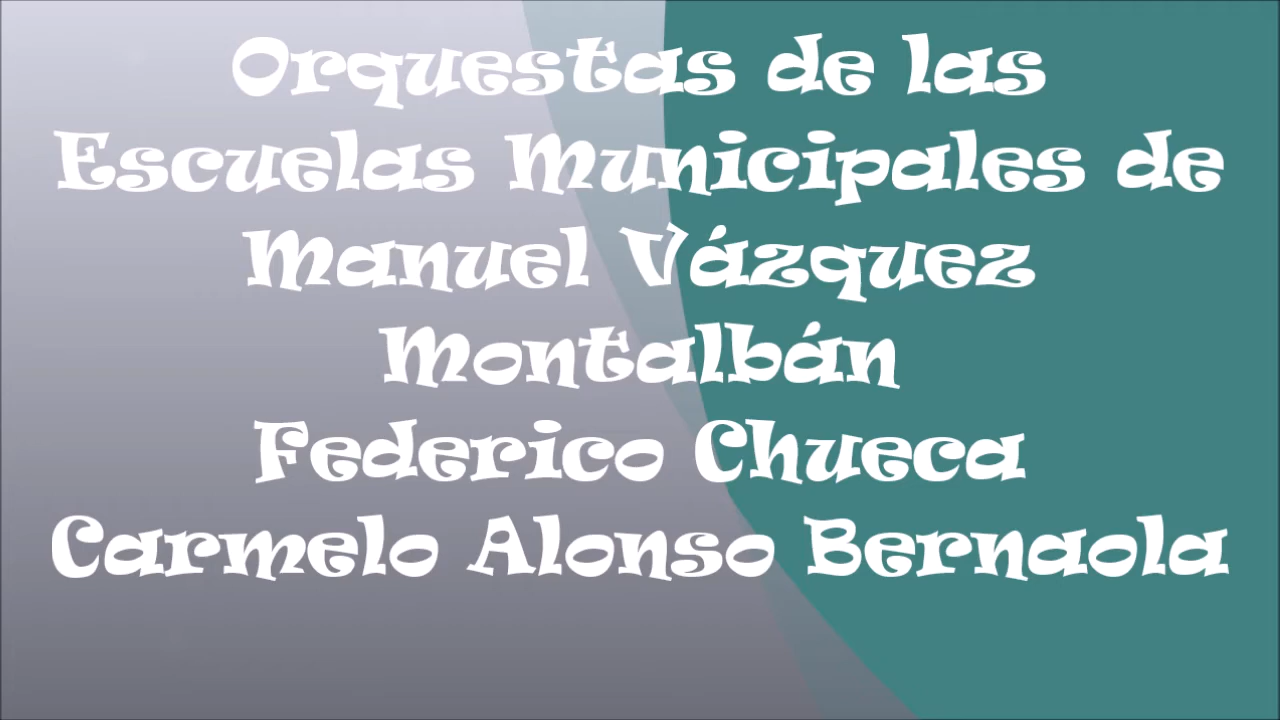 Orquestas de las
Escuelas Municipales de
Manuel Vázquez
Montalbán
Federico Chueca
Carmelo Alonso Bernaola